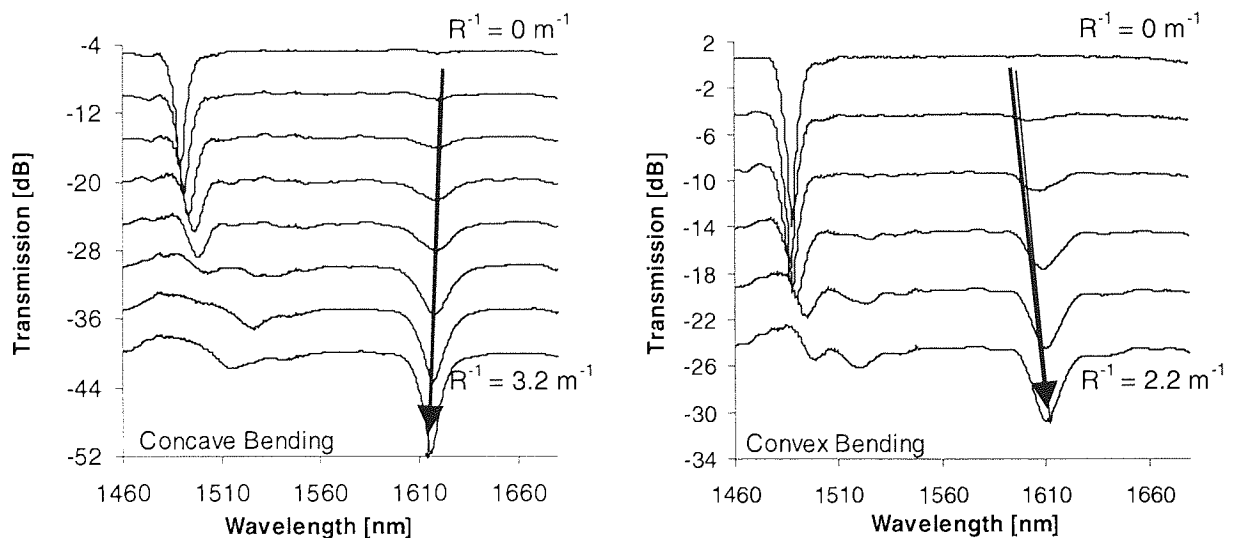 R⁻¹ = 0 m⁻¹
-4
-12
-20
-28
-36
-44
-52
Transmission [dB]
R⁻¹ = 3.2 m⁻¹
Concave Bending
1460 1510 1560 1610 1660
Wavelength [nm]
R⁻¹ = 0 m⁻¹
2
-2
-6
-10
-14
-18
-22
-26
-30
-34
Transmission [dB]
R⁻¹ = 2.2 m⁻¹
Convex Bending
1460 1510 1560 1610 1660
Wavelength [nm]